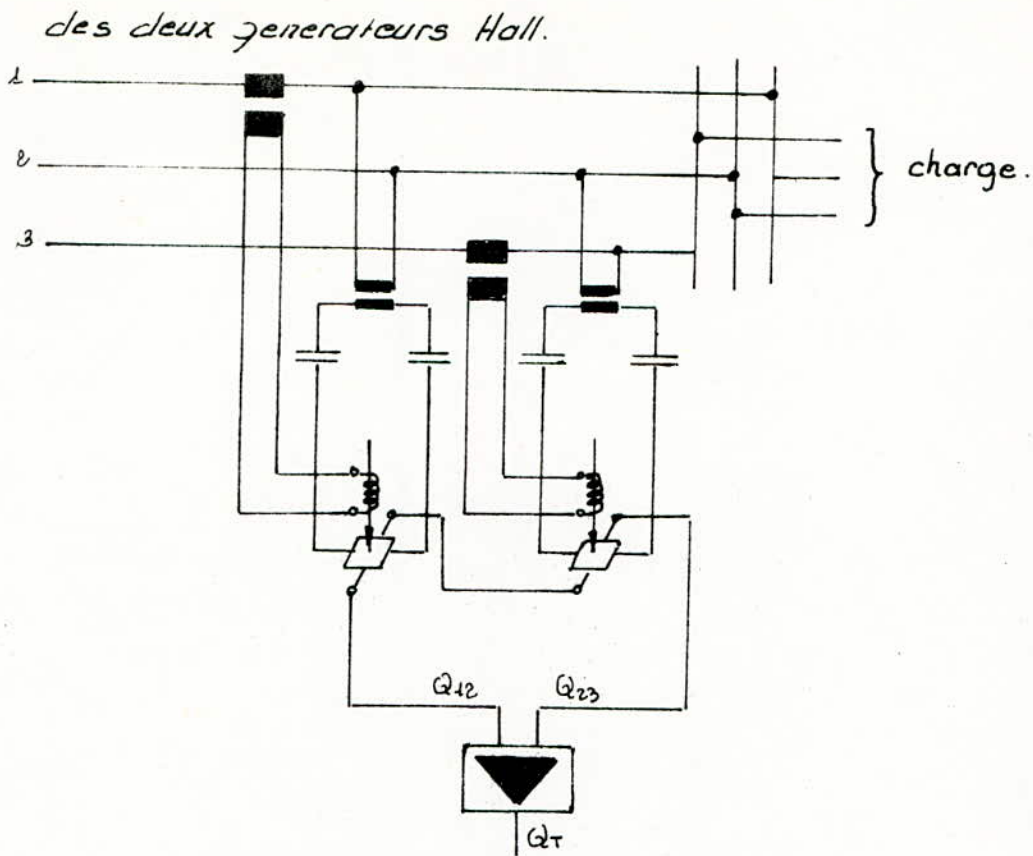 des deux generateurs Hall.
1
2
charge.
3
Q12
Q23
QT